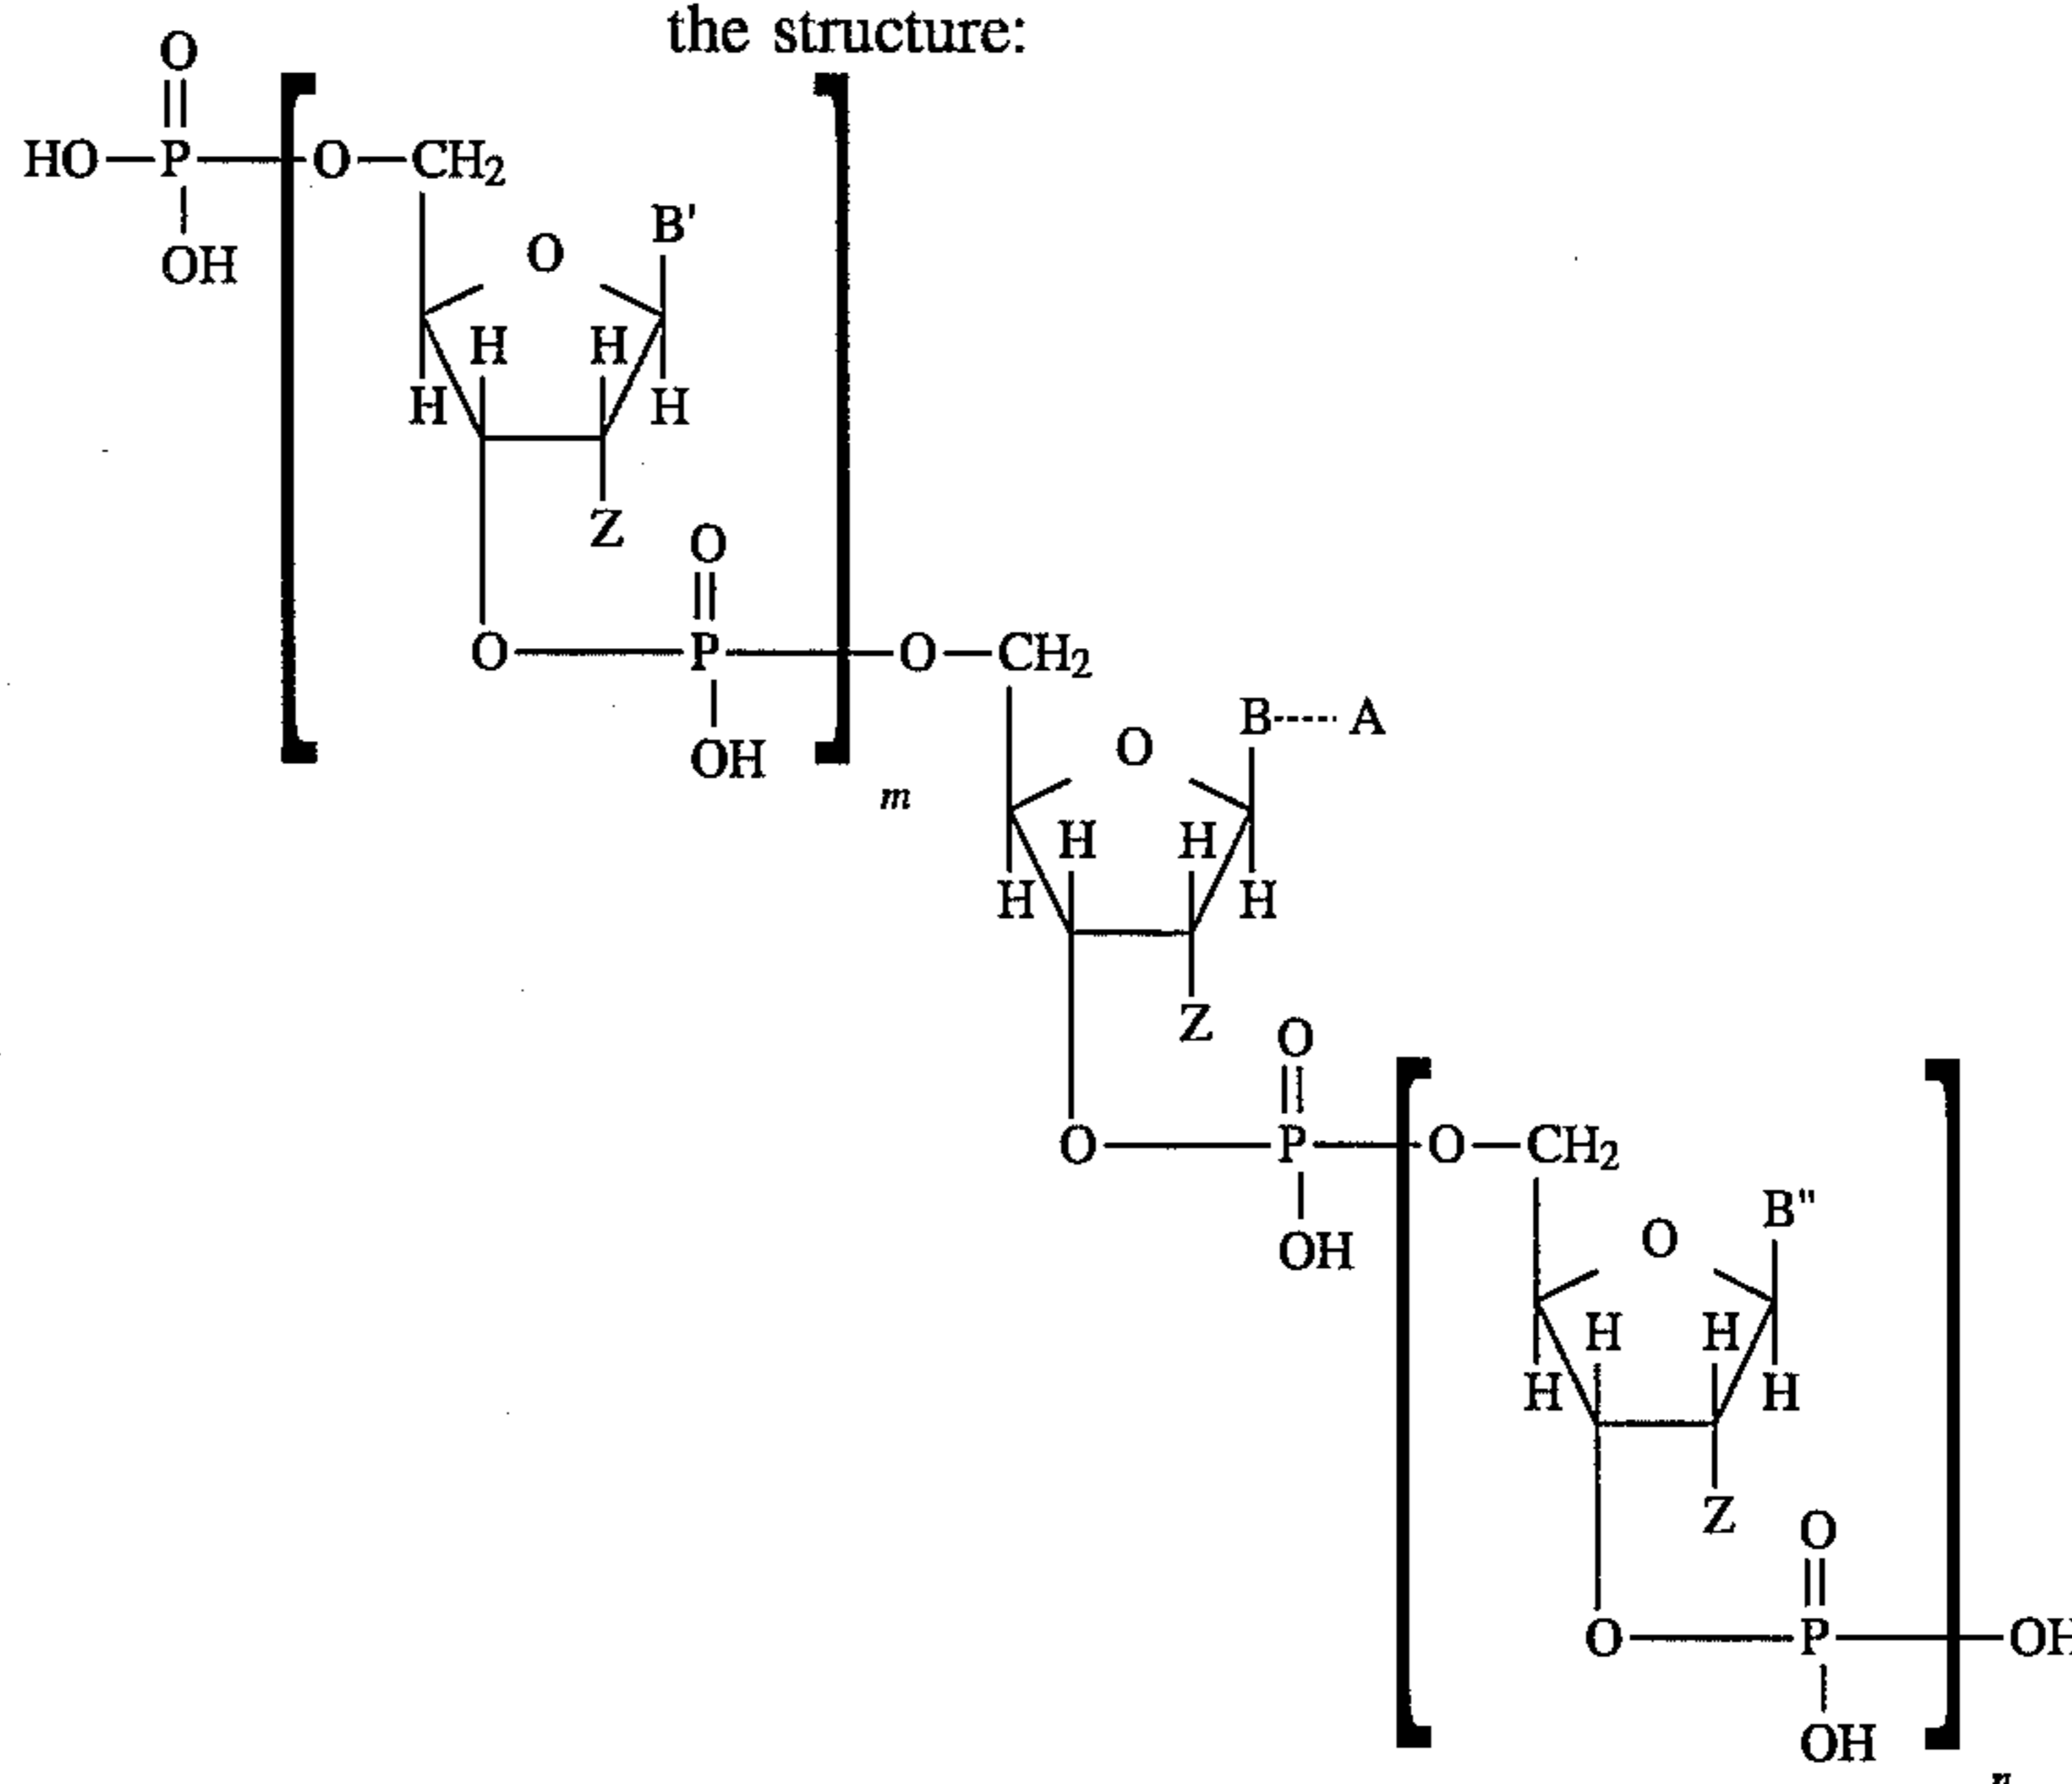 the structure:
O
HO P O CH2
OH
O B'
H H
H H
Z
O
O P O CH2
OH
m
O B A
H H
H H
Z
O
O P O CH2
OH
O B"
H H
H H
Z
O
O P OH
OH
n